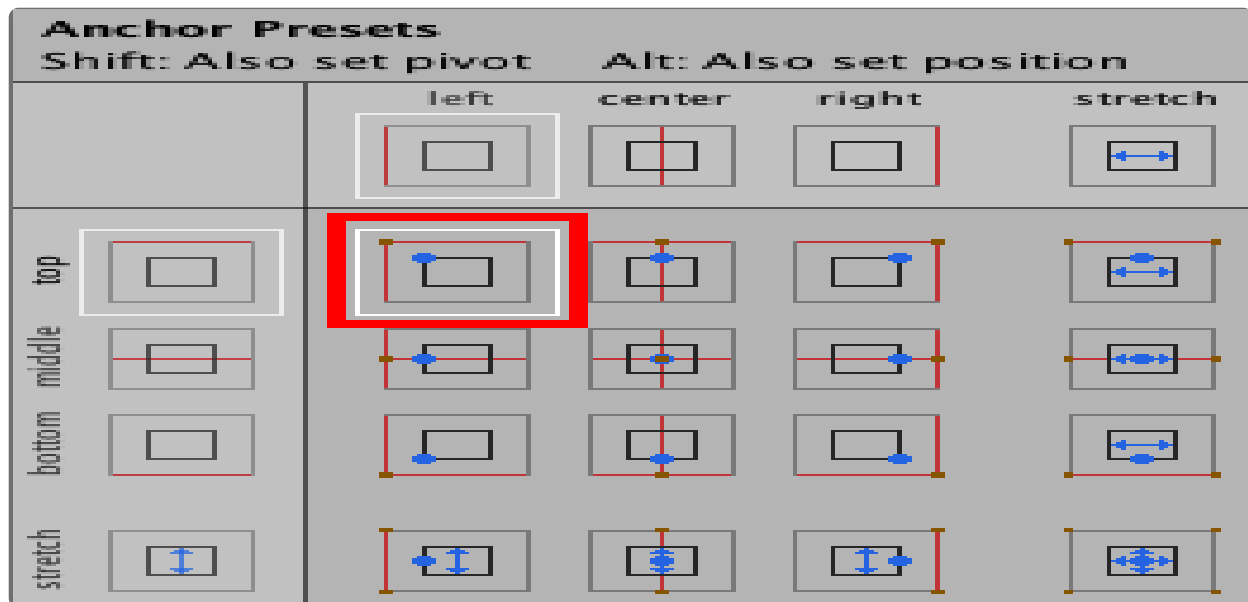 Anchor Presets
Shift: Also set pivot Alt: Also set position
left center right stretch
top
middle
bottom
stretch